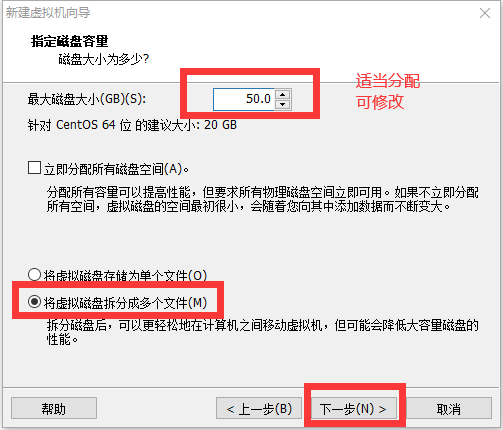 新建虚拟机向导
指定磁盘容量
磁盘大小为多少?
最大磁盘大小(GB)(S):
50.0
适当分配
可修改
针对 CentOS 64 位 的建议大小: 20 GB
立即分配所有磁盘空间(A)。
分配所有容量可以提高性能，但要求所有物理磁盘空间立即可用。如果不立即分配
所有空间，虚拟磁盘的空间最初很小，会随着您向其中添加数据而不断变大。
将虚拟磁盘存储为单个文件(O)
将虚拟磁盘拆分成多个文件(M)
拆分磁盘后，可以更轻松地在计算机之间移动虚拟机，但可能会降低大容量磁盘的
性能。
帮助
< 上一步(B)
下一步(N) >
取消